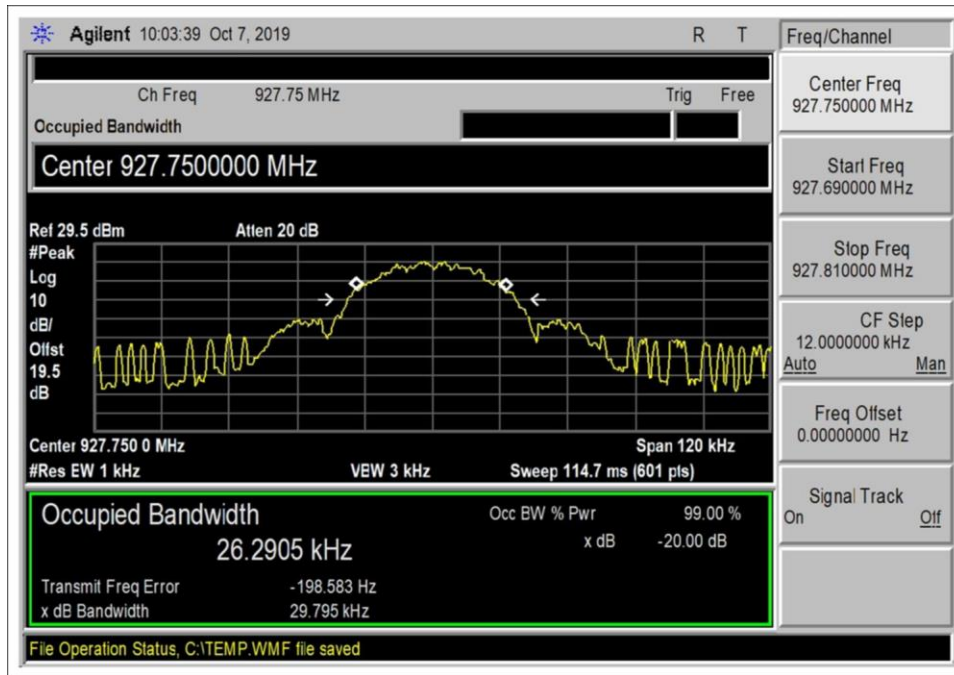 Agilent 10:03:39 Oct 7, 2019 R T
Ch Freq 927.75 MHz Trig Free
Occupied Bandwidth
Center 927.7500000 MHz
Ref 29.5 dBm Atten 20 dB
#Peak
Log
10
dB/
Offst
19.5
dB
Center 927.750 0 MHz Span 120 kHz
#Res EW 1 kHz VEW 3 kHz Sweep 114.7 ms (601 pts)
Occupied Bandwidth Occ BW % Pwr 99.00 %
26.2905 kHz x dB -20.00 dB
Transmit Freq Error -198.583 Hz
x dB Bandwidth 29.795 kHz
File Operation Status, C:\TEMP.WMF file saved
Freq/Channel
Center Freq
927.750000 MHz
Start Freq
927.690000 MHz
Stop Freq
927.810000 MHz
CF Step
12.0000000 kHz
Auto Man
Freq Offset
0.00000000 Hz
Signal Track
On Off